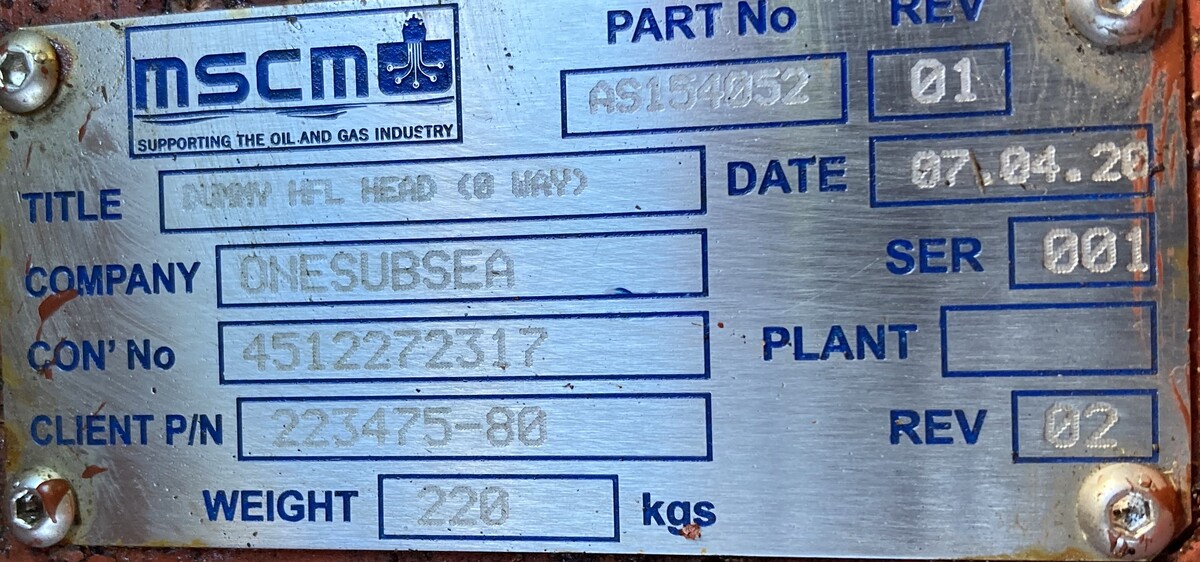 MSCM
SUPPORTING THE OIL AND GAS INDUSTRY
PART No AS154052
REV 01
TITLE DUMMY HFL HEAD (0 WAY)
DATE 07.04.20
COMPANY ONESUBSEA
SER 001
CON' No 4512272317
PLANT
CLIENT P/N 223475-80
REV 02
WEIGHT 220 kgs